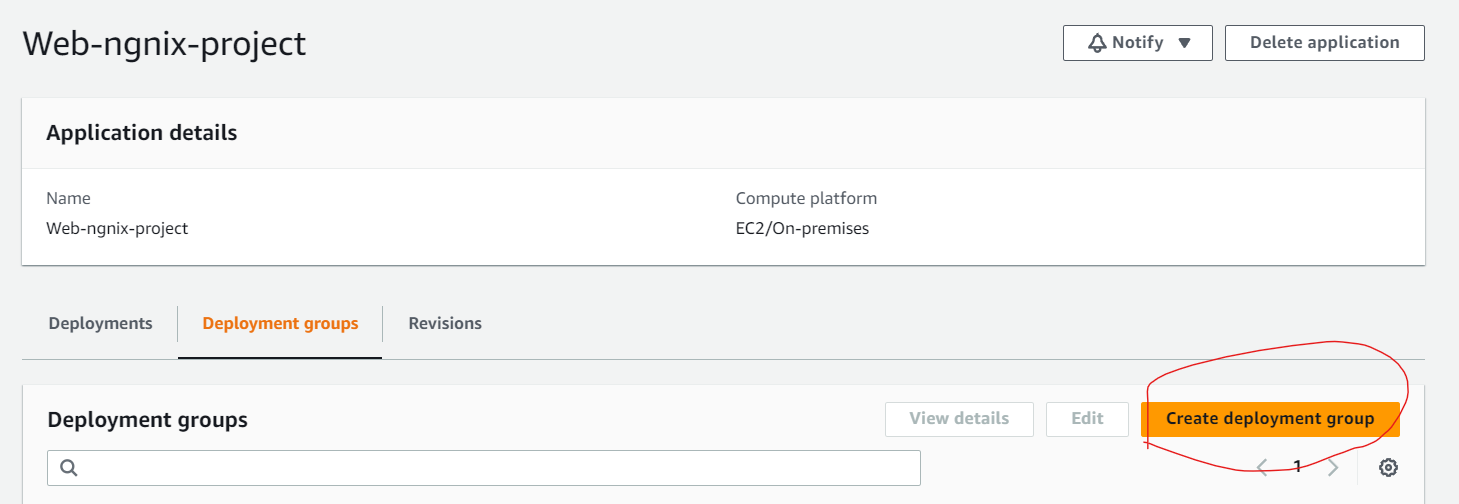 Web-ngnix-project
Notify
Delete application
Application details
Name
Compute platform
Web-ngnix-project
EC2/On-premises
Deployments
Deployment groups
Revisions
Deployment groups
View details
Edit
Create deployment group
1